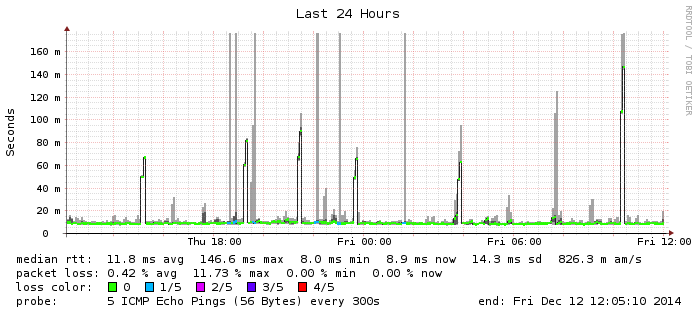 Last 24 Hours
RRDTOOL / TOBI OETIKER
Seconds
160 m
140 m
120 m
100 m
80 m
60 m
40 m
20 m
0
Thu 18:00 Fri 00:00 Fri 06:00 Fri 12:00
median rtt: 11.8 ms avg 146.6 ms max 8.0 ms min 8.9 ms now 14.3 ms sd 826.3 m am/s
packet loss: 0.42 % avg 11.73 % max 0.00 % min 0.00 % now
loss color: 0 1/5 2/5 3/5 4/5
probe: 5 ICMP Echo Pings (56 Bytes) every 300s end: Fri Dec 12 12:05:10 2014